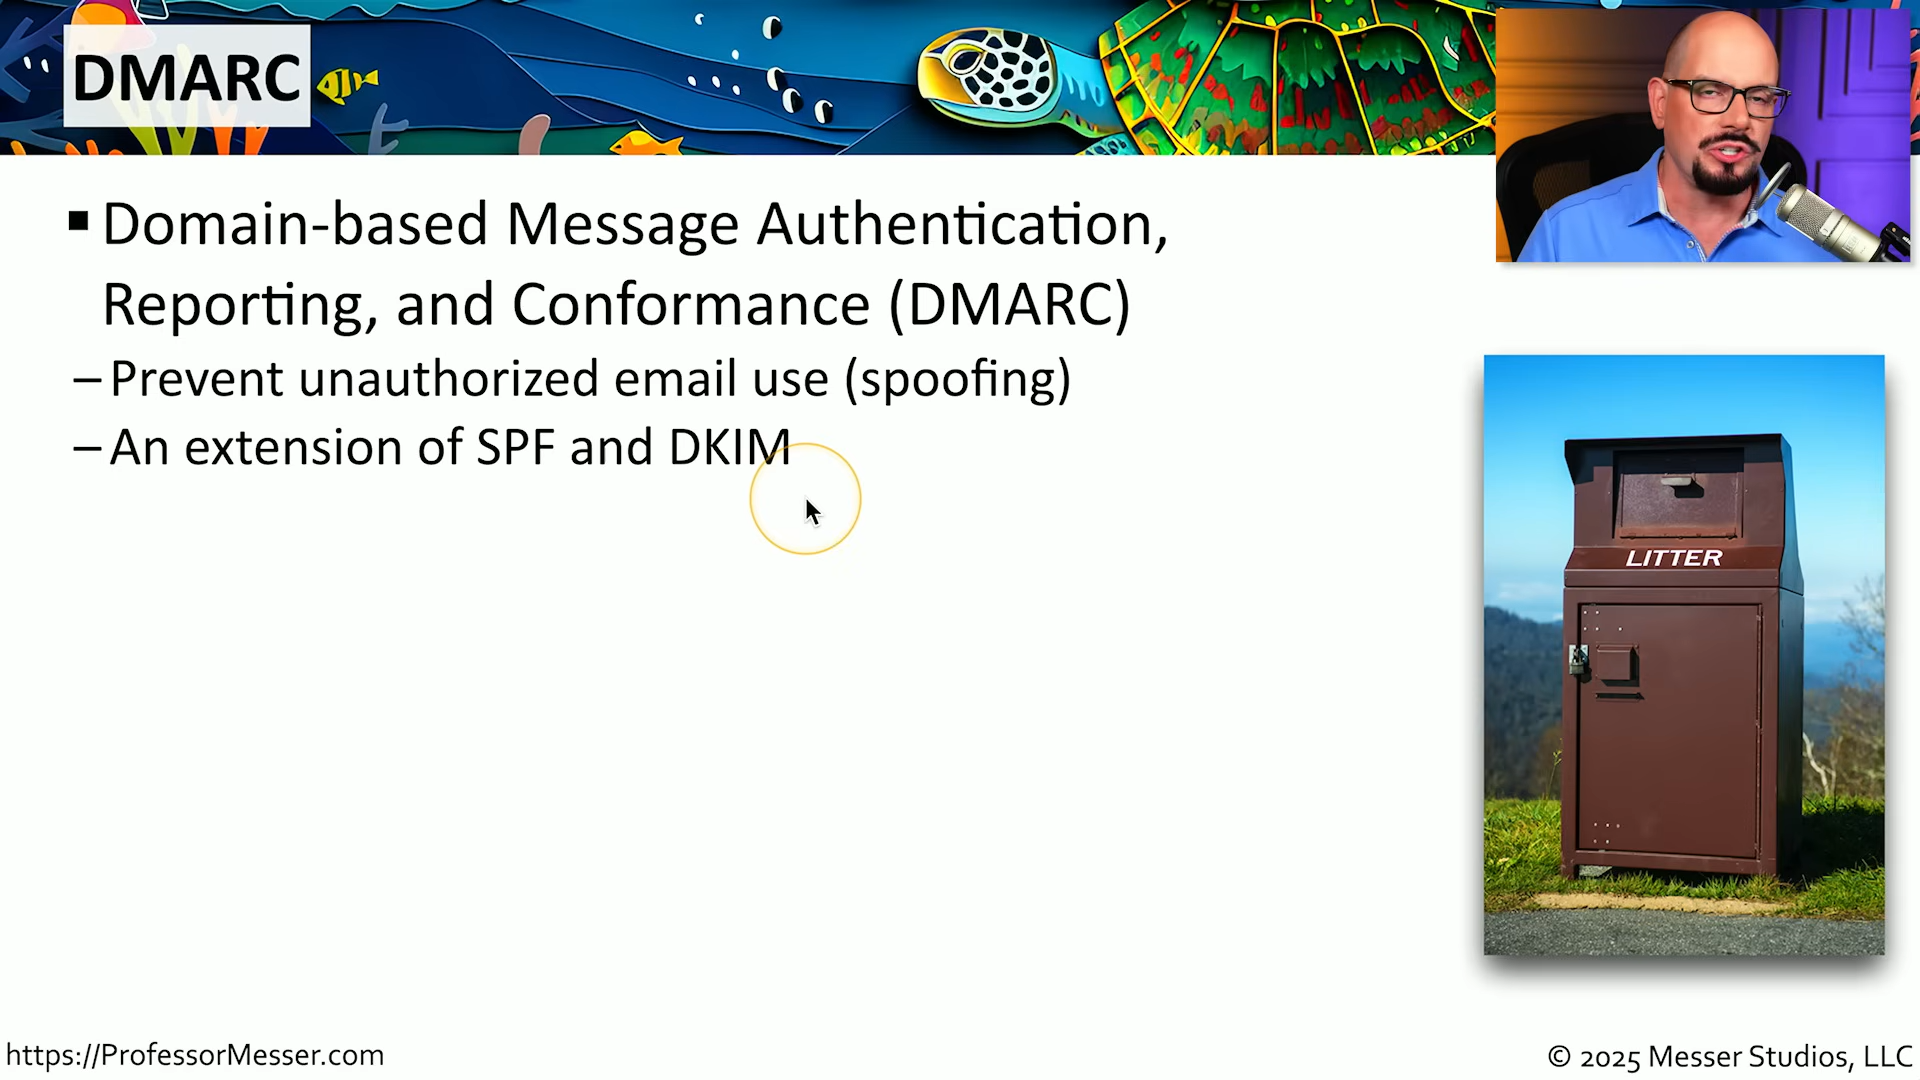 DMARC
▪ Domain-based Message Authentication,
Reporting, and Conformance (DMARC)
– Prevent unauthorized email use (spoofing)
– An extension of SPF and DKIM
LITTER
https://ProfessorMesser.com
© 2025 Messer Studios, LLC